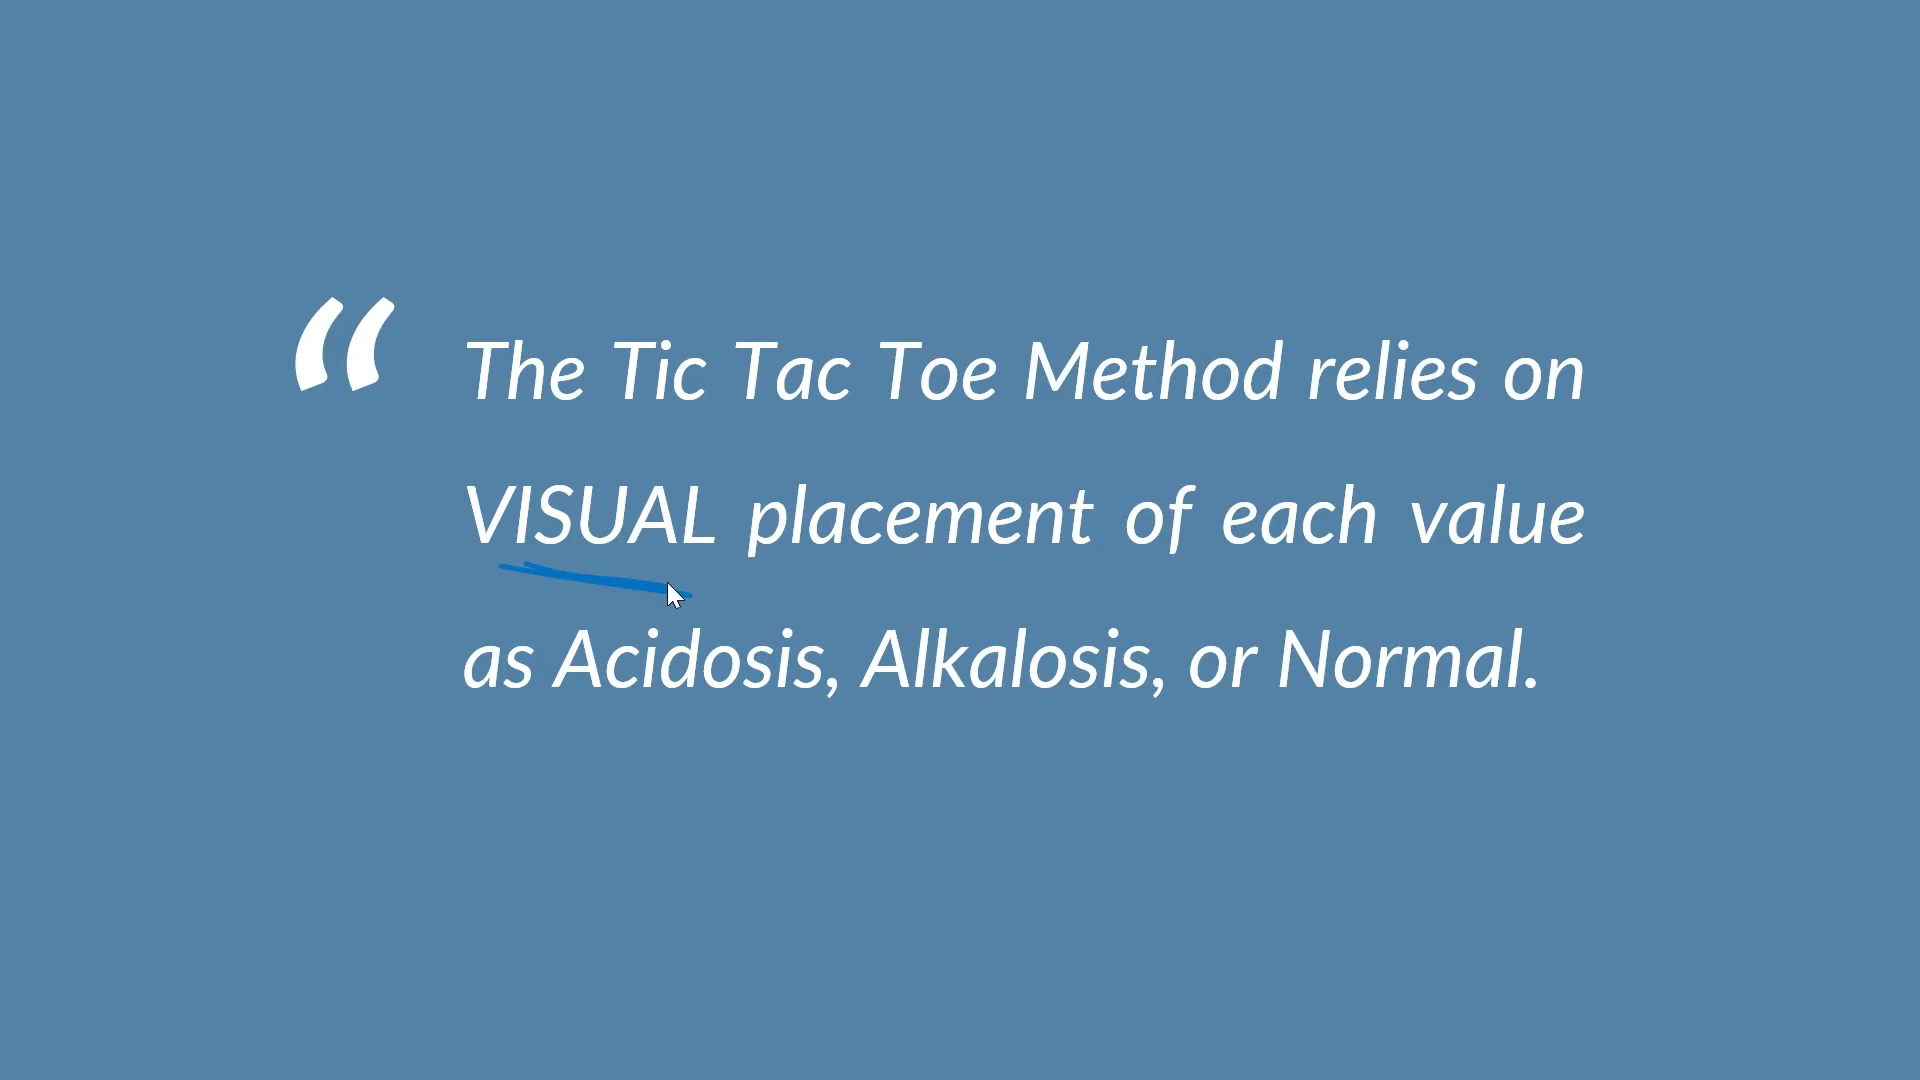 “ The Tic Tac Toe Method relies on
VISUAL placement of each value
as Acidosis, Alkalosis, or Normal.